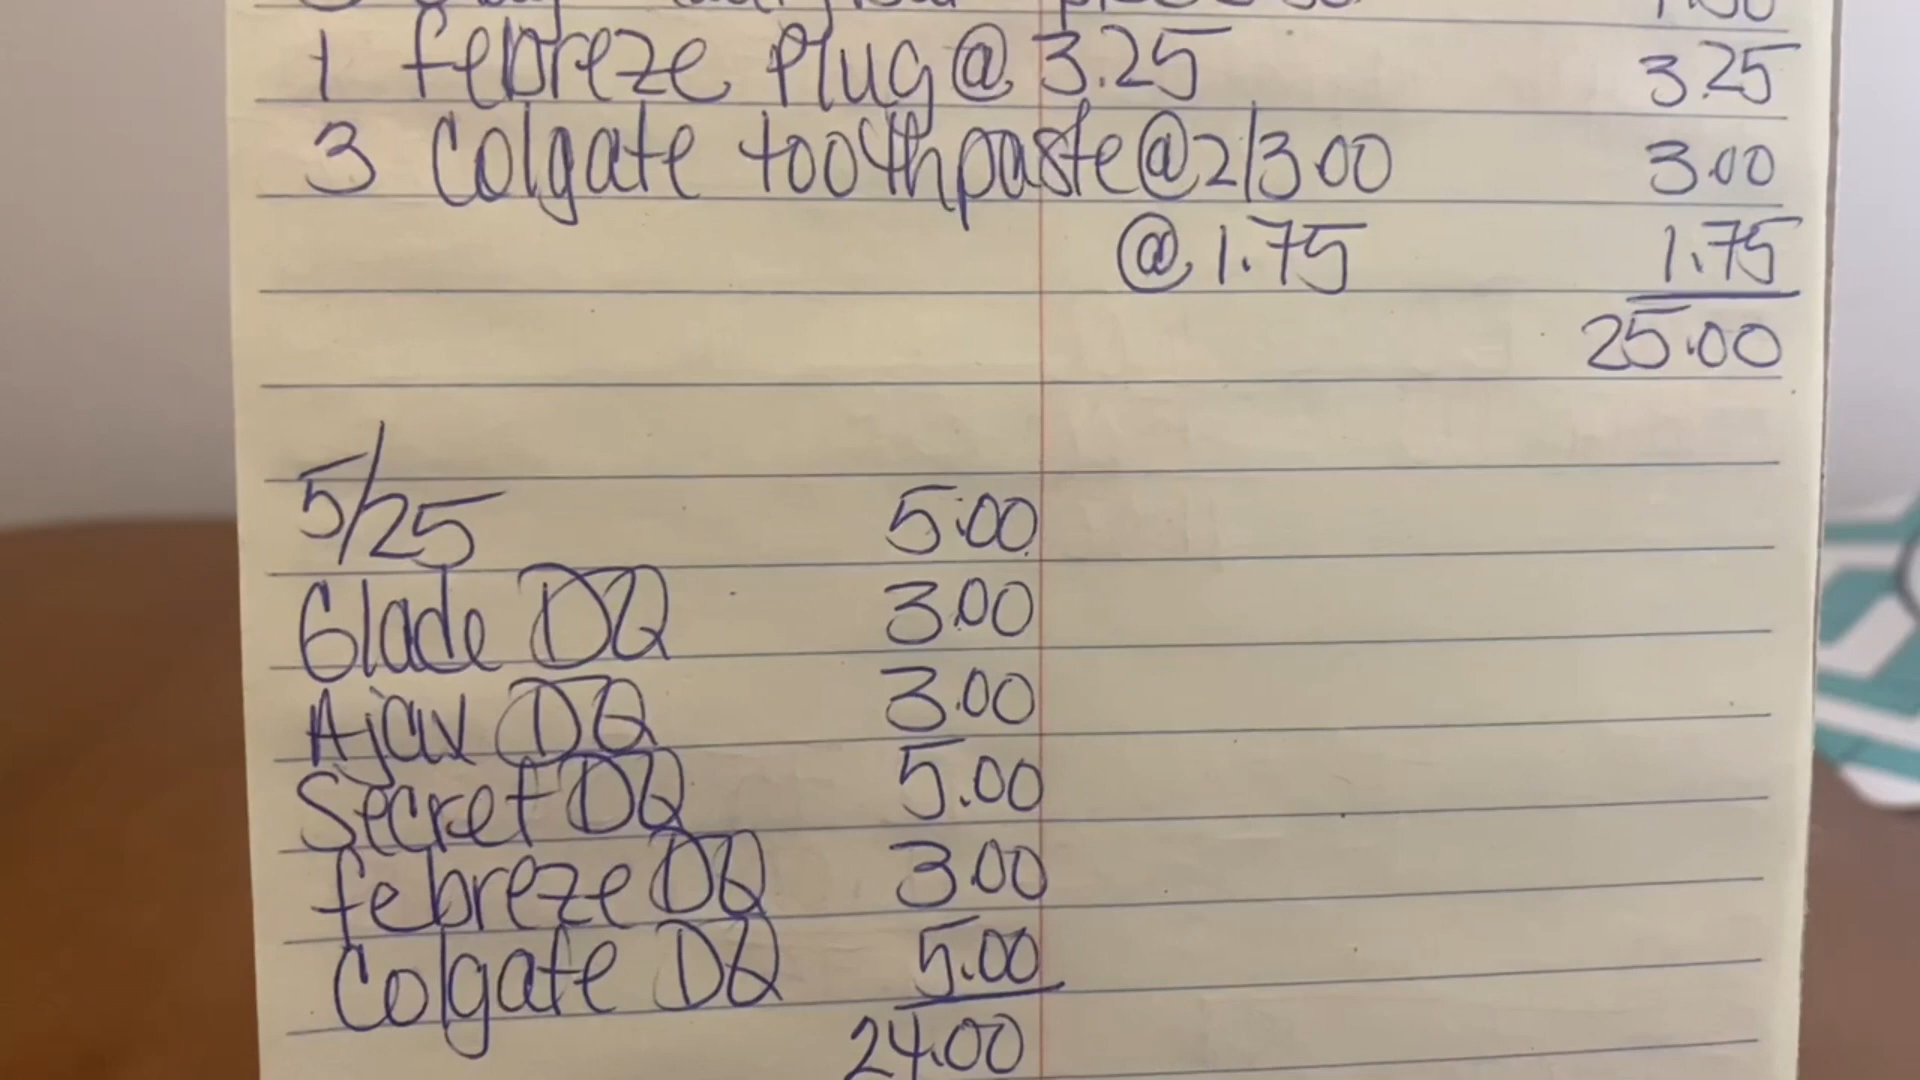 1 febreze plug @ 3.25 3.25
3 Colgate toothpaste @ 2/3.00 3.00
@ 1.75 1.75
25.00
5/25 5.00
Glade DQ 3.00
Ajax DQ 3.00
Secret DQ 5.00
febreze DQ 3.00
Colgate DQ 5.00
24.00